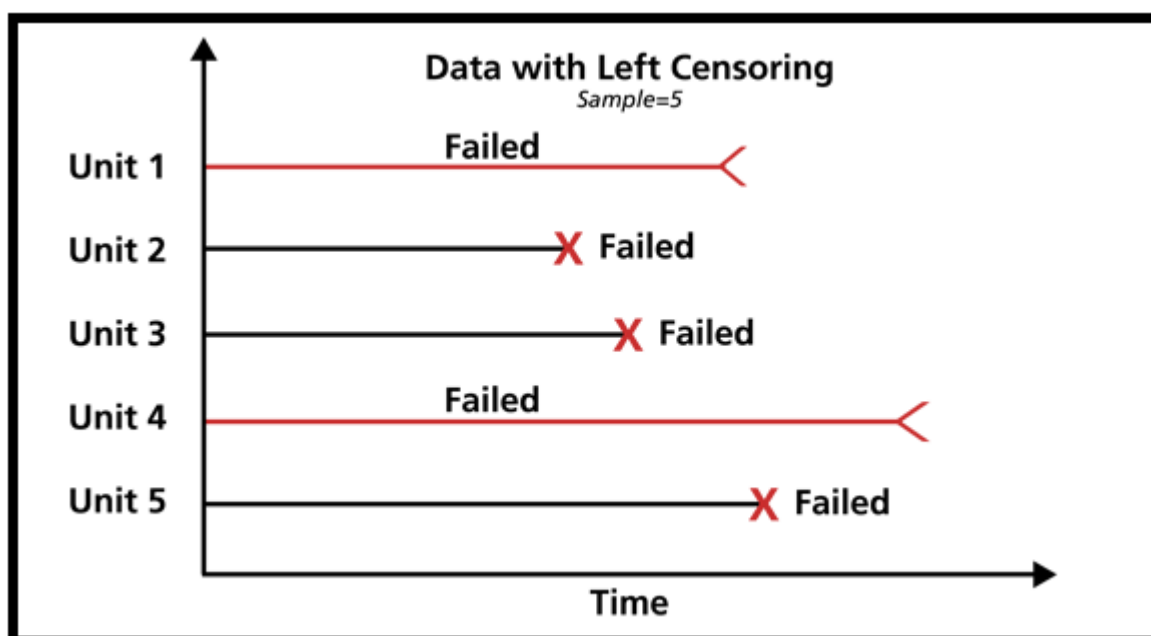 Data with Left Censoring
Sample=5
Unit 1
Failed
Unit 2
Failed
Unit 3
Failed
Unit 4
Failed
Unit 5
Failed
Time